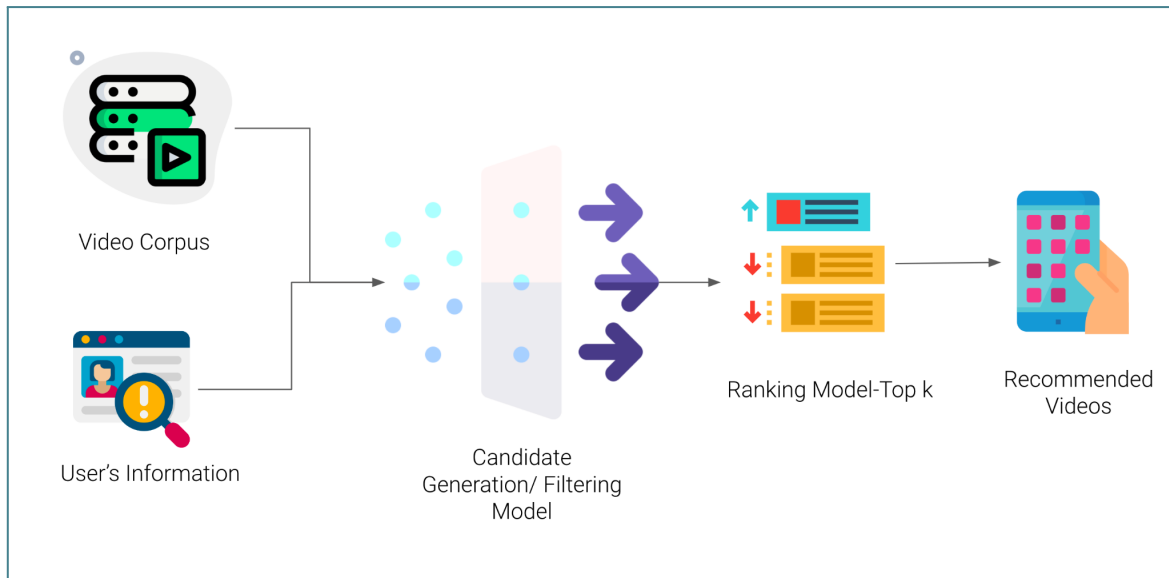 Video Corpus
User's Information
Candidate
Generation/ Filtering
Model
Ranking Model-Top k
Recommended
Videos